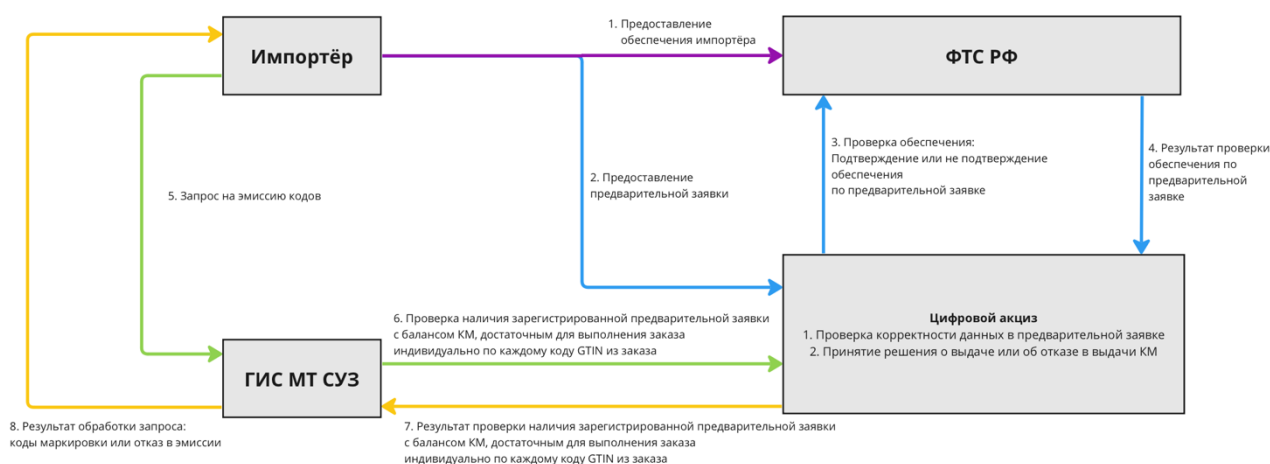 1. Предоставление
обеспечения импортёра
Импортёр
ФТС РФ
3. Проверка обеспечения:
Подтверждение или не подтверждение
обеспечения
по предварительной заявке
4. Результат проверки
обеспечения по
предварительной
заявке
2. Предоставление
предварительной заявки
5. Запрос на эмиссию кодов
6. Проверка наличия зарегистрированной предварительной заявки
с балансом КМ, достаточным для выполнения заказа
индивидуально по каждому коду GTIN из заказа
Цифровой акциз
1. Проверка корректности данных в предварительной заявке
2. Принятие решения о выдаче или об отказе в выдачи КМ
ГИС МТ СУЗ
8. Результат обработки запроса:
коды маркировки или отказ в эмиссии
7. Результат проверки наличия зарегистрированной предварительной заявки
с балансом КМ, достаточным для выполнения заказа
индивидуально по каждому коду GTIN из заказа